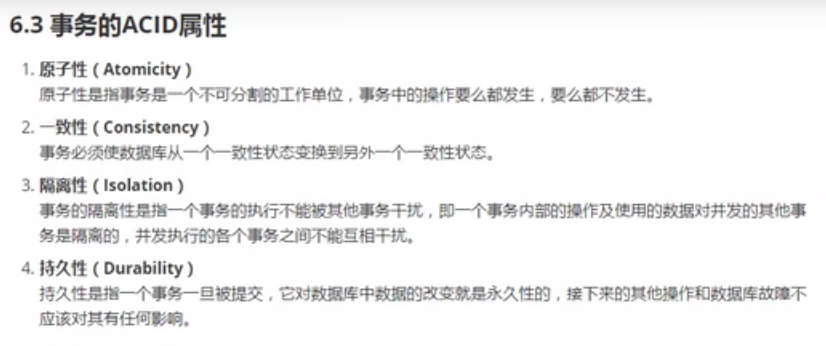 6.3 事务的ACID属性
1. 原子性 ( Atomicity )
原子性是指事务是一个不可分割的工作单位，事务中的操作要么都发生，要么都不发生。
2. 一致性 ( Consistency )
事务必须使数据库从一个一致性状态变换到另外一个一致性状态。
3. 隔离性 ( Isolation )
事务的隔离性是指一个事务的执行不能被其他事务干扰，即一个事务内部的操作及使用的数据对并发的其他事
务是隔离的，并发执行的各个事务之间不能互相干扰。
4. 持久性 ( Durability )
持久性是指一个事务一旦被提交，它对数据库中数据的改变就是永久性的，接下来的其他操作和数据库故障不
应该对其有任何影响。